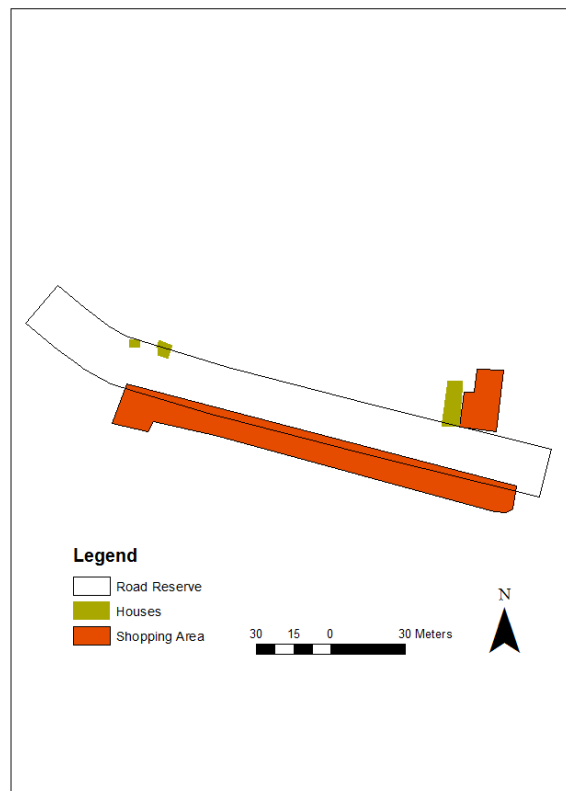 Legend
Road Reserve
Houses
Shopping Area
30 15 0 30 Meters
N